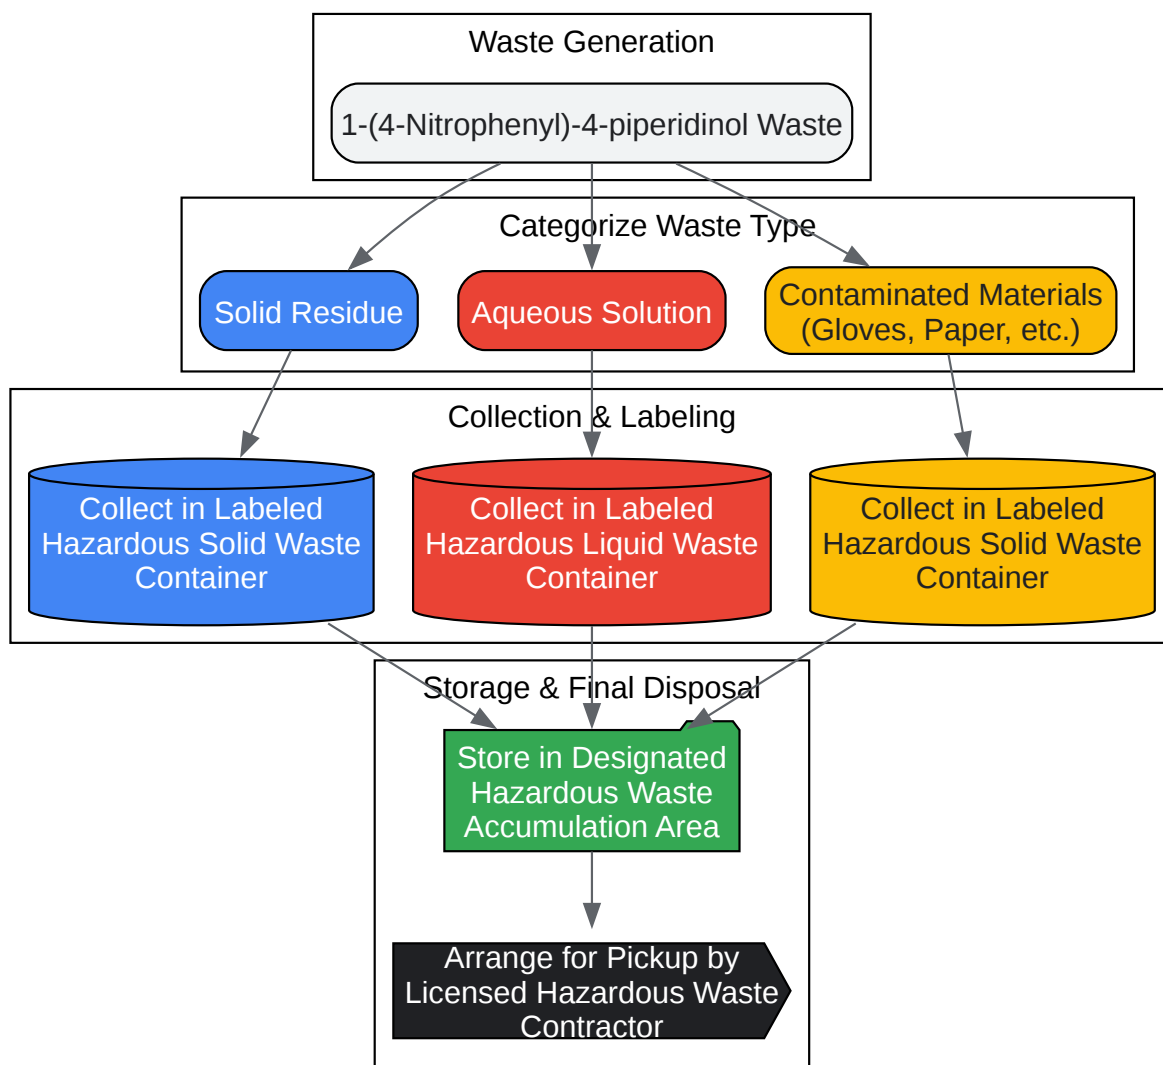 Waste Generation
1-(4-Nitrophenyl)-4-piperidinol Waste
Categorize Waste Type
Solid Residue
Aqueous Solution
Contaminated Materials
(Gloves, Paper, etc.)
Collection & Labeling
Collect in Labeled
Hazardous Solid Waste
Container
Collect in Labeled
Hazardous Liquid Waste
Container
Collect in Labeled
Hazardous Solid Waste
Container
Storage & Final Disposal
Store in Designated
Hazardous Waste
Accumulation Area
Arrange for Pickup by
Licensed Hazardous Waste
Contractor